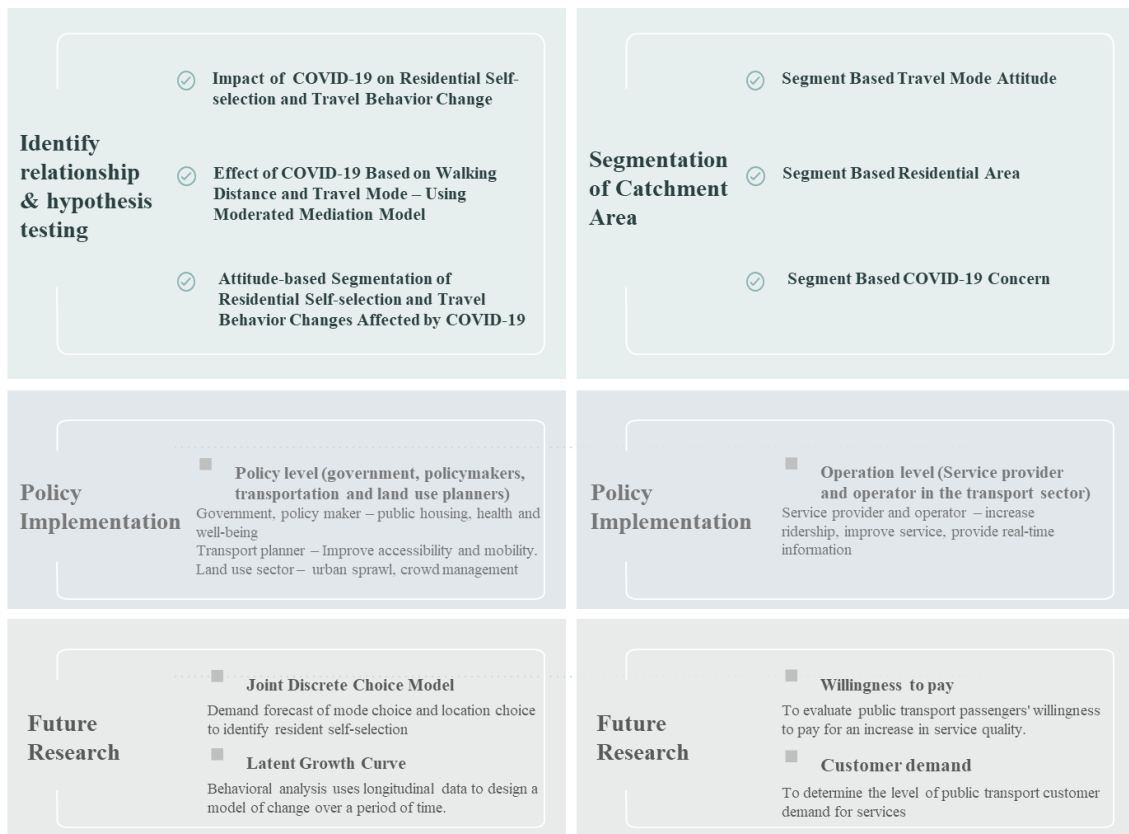 Identify
relationship
& hypothesis
testing
Impact of COVID-19 on Residential Self-
selection and Travel Behavior Change
Effect of COVID-19 Based on Walking
Distance and Travel Mode – Using
Moderated Mediation Model
Attitude-based Segmentation of
Residential Self-selection and Travel
Behavior Changes Affected by COVID-19
Segmentation
of Catchment
Area
Segment Based Travel Mode Attitude
Segment Based Residential Area
Segment Based COVID-19 Concern
Policy
Implementation
Policy level (government, policymakers,
transportation and land use planners)
Government, policy maker – public housing, health and
well-being
Transport planner – Improve accessibility and mobility.
Land use sector – urban sprawl, crowd management
Policy
Implementation
Operation level (Service provider
and operator in the transport sector)
Service provider and operator – increase
ridership, improve service, provide real-time
information
Future
Research
Joint Discrete Choice Model
Demand forecast of mode choice and location choice
to identify resident self-selection
Latent Growth Curve
Behavioral analysis uses longitudinal data to design a
model of change over a period of time.
Future
Research
Willingness to pay
To evaluate public transport passengers' willingness
to pay for an increase in service quality.
Customer demand
To determine the level of public transport customer
demand for services